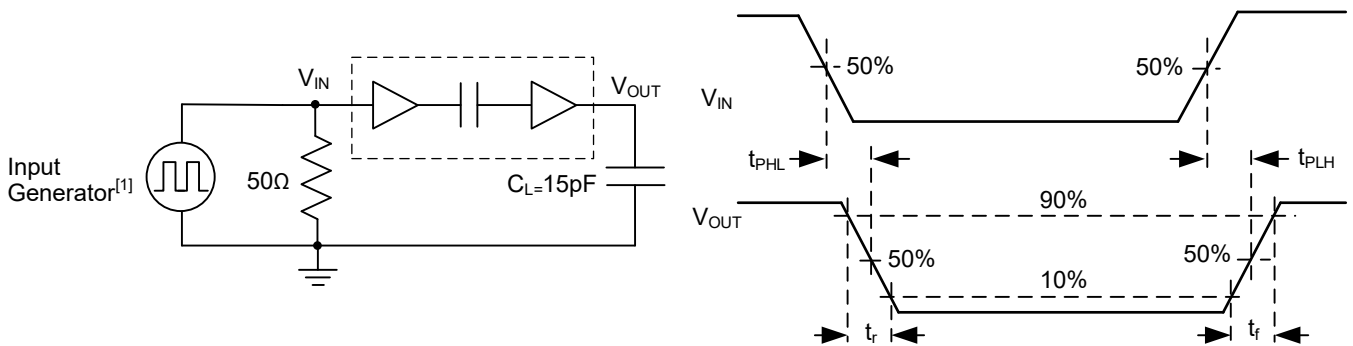 V_IN
V_OUT
Input
Generator[1]
50Ω
C_L=15pF
50%
50%
V_IN
t_PHL
t_PLH
V_OUT
90%
50%
50%
10%
t_r
t_f